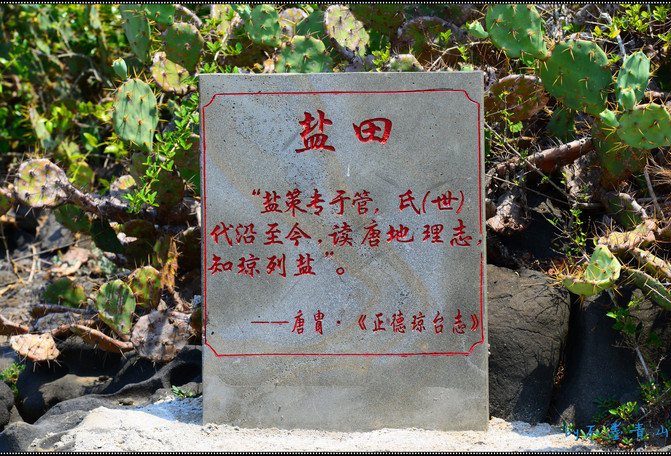 盐田
“盐策专于管，氏(世)
代沿至今，读唐地理志，
知琼列盐”。
——唐胄·《正德琼台志》